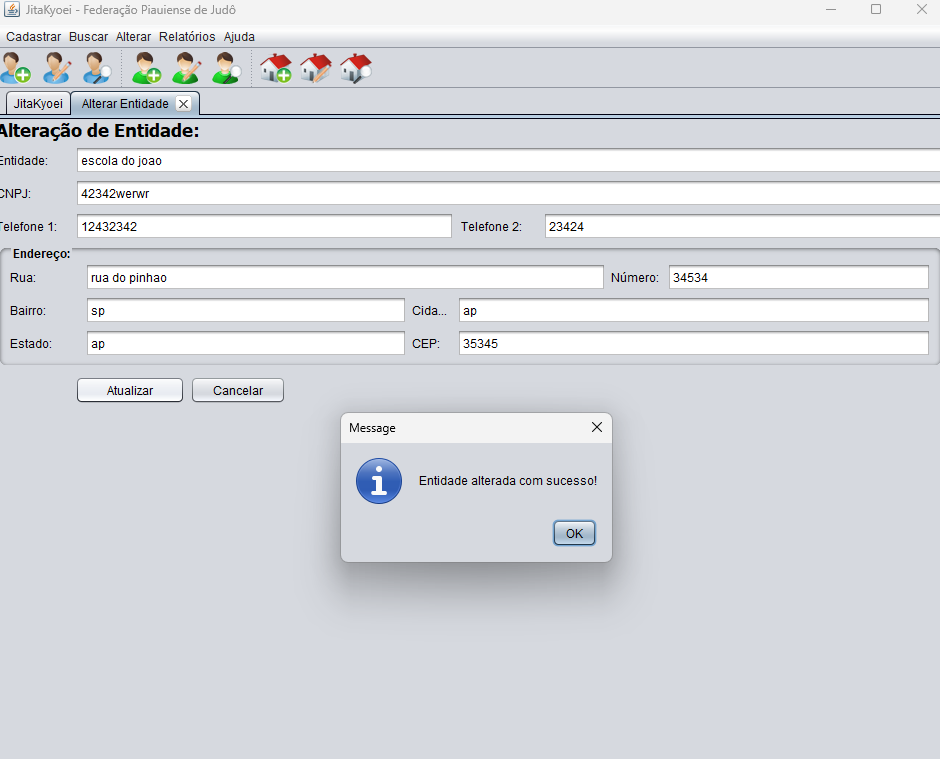 JitaKyoei - Federação Piauiense de Judô
Cadastrar Buscar Alterar Relatórios Ajuda
JitaKyoei Alterar Entidade
Alteração de Entidade:
Entidade: escola do joao
CNPJ: 42342werwr
Telefone 1: 12432342 Telefone 2: 23424
Endereço:
Rua: rua do pinhao Número: 34534
Bairro: sp Cida... ap
Estado: ap CEP: 35345
Atualizar Cancelar
Message
Entidade alterada com sucesso!
OK